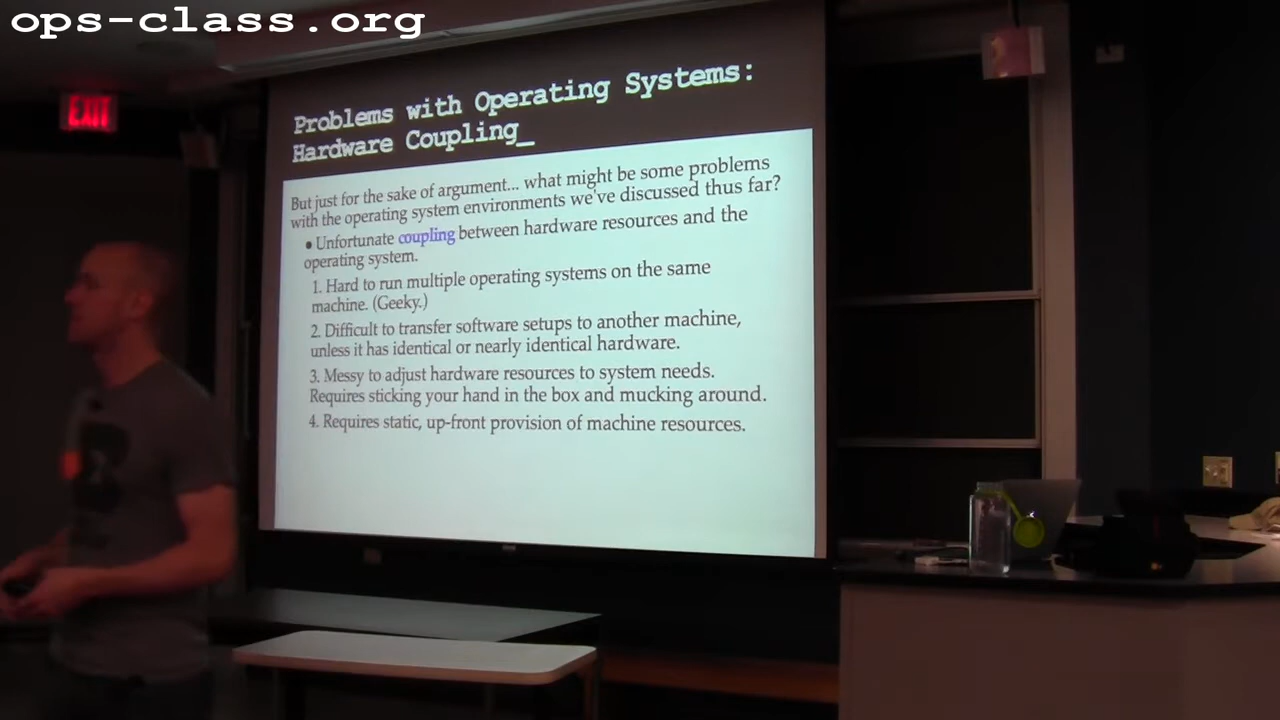 ops-class.org
EXIT
Problems with Operating Systems:
Hardware Coupling_
But just for the sake of argument... what might be some problems
with the operating system environments we've discussed thus far?
• Unfortunate coupling between hardware resources and the
operating system.
1. Hard to run multiple operating systems on the same
machine. (Geeky.)
2. Difficult to transfer software setups to another machine,
unless it has identical or nearly identical hardware.
3. Messy to adjust hardware resources to system needs.
Requires sticking your hand in the box and mucking around.
4. Requires static, up-front provision of machine resources.